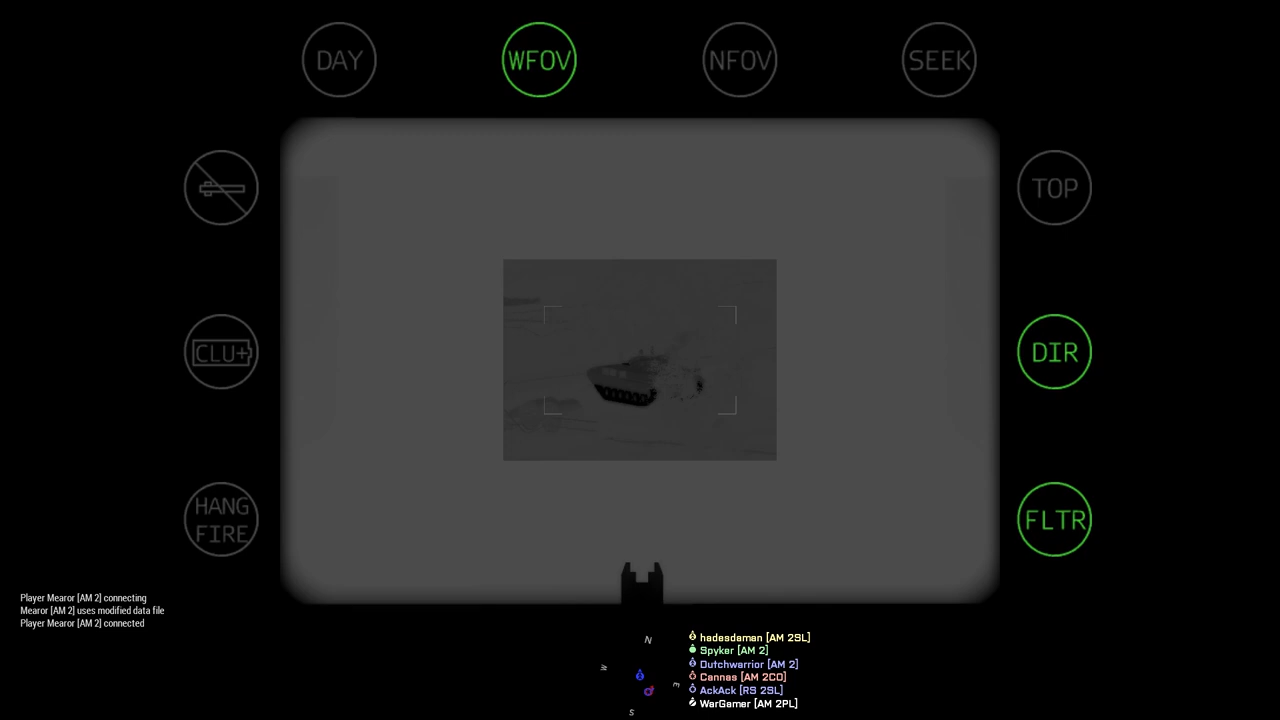 DAY
WFOV
NFOV
SEEK
TOP
CLU+
DIR
HANG
FIRE
FLTR
Player Mearor [AM 2] connecting
Mearor [AM 2] uses modified data file
Player Mearor [AM 2] connected
N
W
E
S
hadesdaman [AM 2SL]
Spyker [AM 2]
Dutchwarrior [AM 2]
Cannas [AM 2CO]
AckAck [RS 2SL]
WarGamer [AM 2PL]